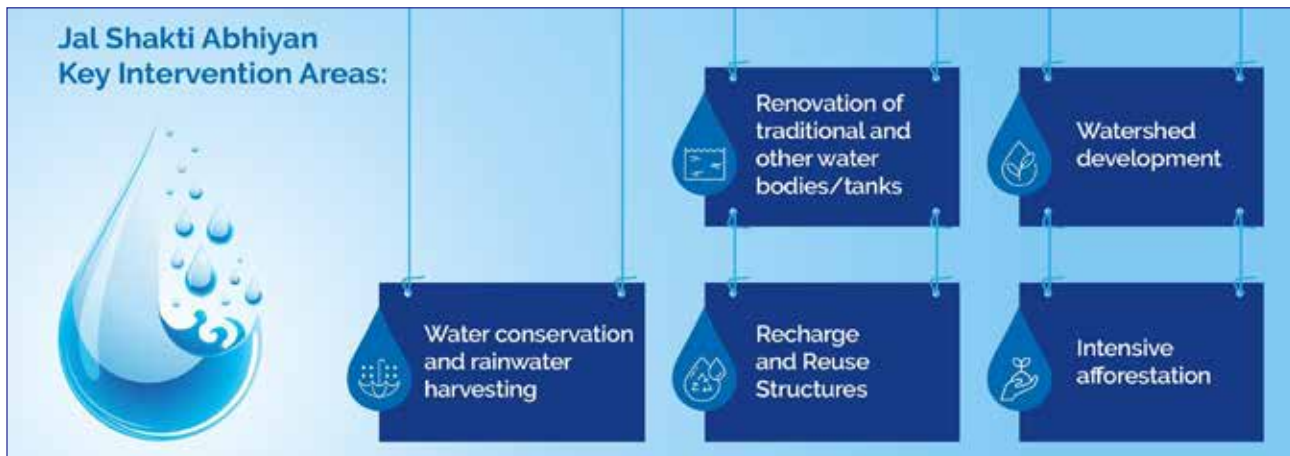 Jal Shakti Abhiyan
Key Intervention Areas:
Renovation of
traditional and
other water
bodies/tanks
Watershed
development
Water conservation
and rainwater
harvesting
Recharge
and Reuse
Structures
Intensive
afforestation